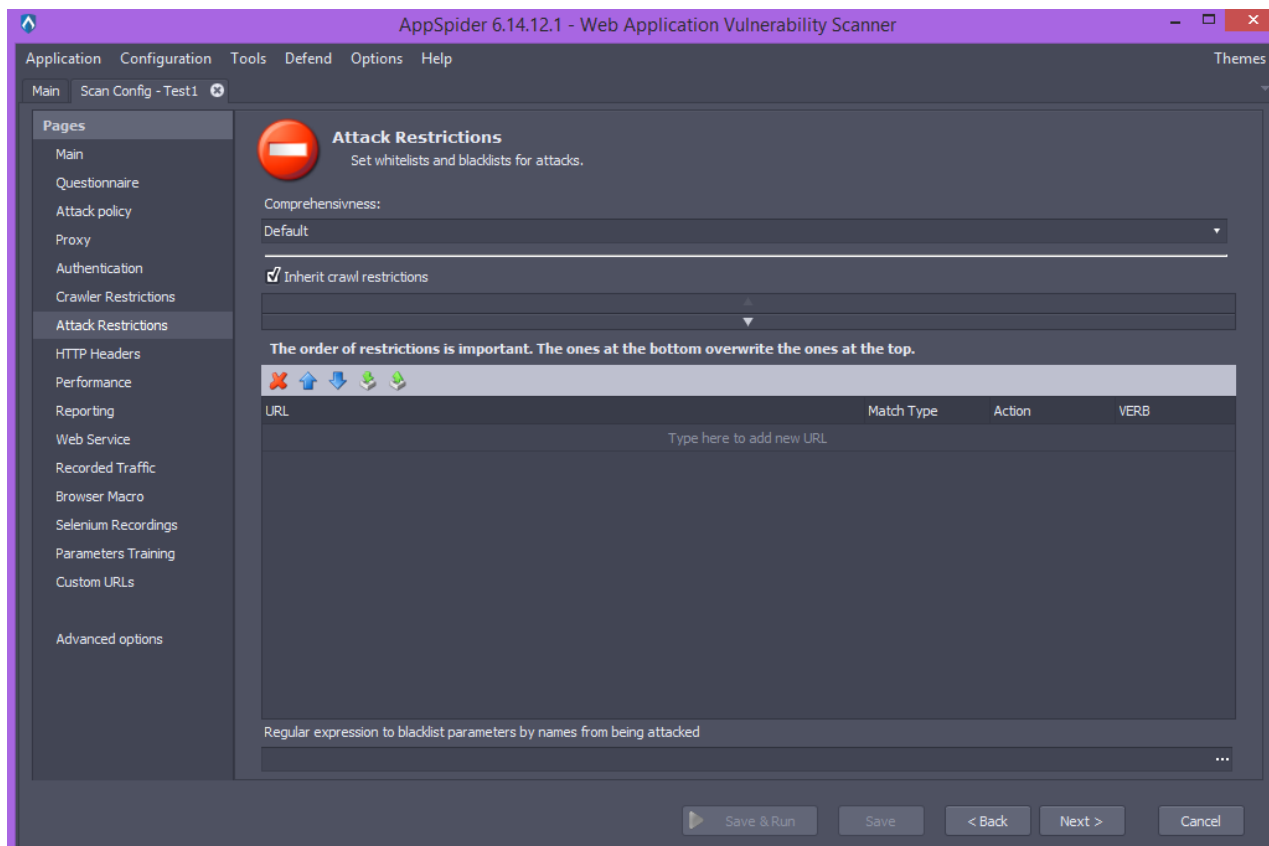 AppSpider 6.14.12.1 - Web Application Vulnerability Scanner
Application Configuration Tools Defend Options Help Themes
Main Scan Config - Test1
Pages
Main
Questionnaire
Attack policy
Proxy
Authentication
Crawler Restrictions
Attack Restrictions
HTTP Headers
Performance
Reporting
Web Service
Recorded Traffic
Browser Macro
Selenium Recordings
Parameters Training
Custom URLs
Advanced options
Attack Restrictions
Set whitelists and blacklists for attacks.
Comprehensivness:
Default
Inherit crawl restrictions
The order of restrictions is important. The ones at the bottom overwrite the ones at the top.
URL Match Type Action VERB
Type here to add new URL
Regular expression to blacklist parameters by names from being attacked
...
Save & Run Save < Back Next > Cancel